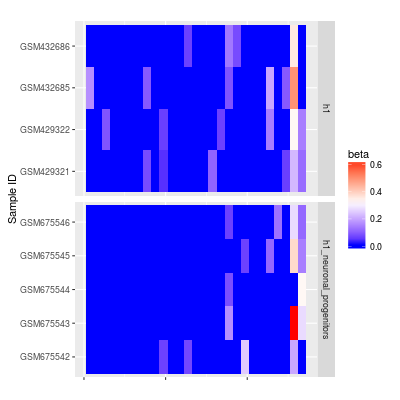 GSM432686
GSM432685
GSM429322
GSM429321
h1
GSM675546
GSM675545
GSM675544
GSM675543
GSM675542
h1_neuronal_progenitors
Sample ID
beta
0.6
0.4
0.2
0.0